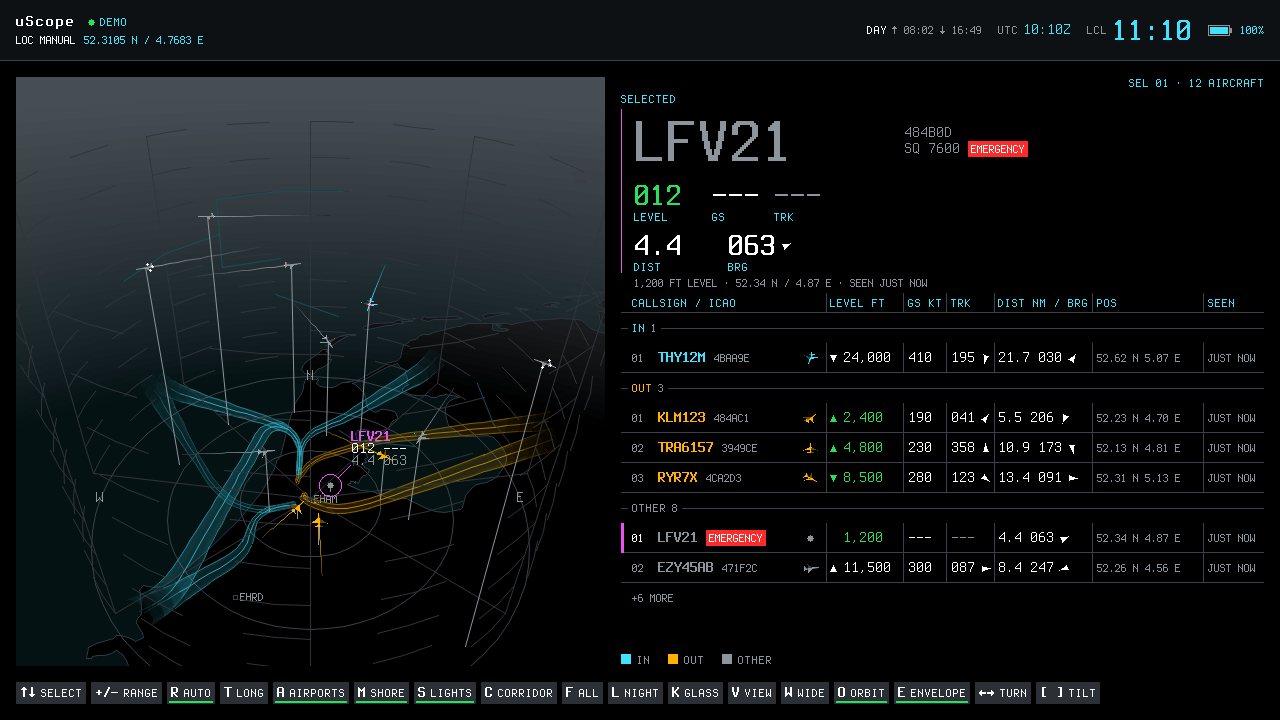 uScope DEMO
LOC MANUAL 52.3105 N / 4.7683 E
DAY ↑ 08:02 ↓ 16:49 UTC 10:10Z LCL 11:10 100%
SEL 01 · 12 AIRCRAFT
SELECTED
LFV21
484B0D
SQ 7600 EMERGENCY
012 --- ---
LEVEL GS TRK
4.4 063
DIST BRG
1,200 FT LEVEL · 52.34 N / 4.87 E · SEEN JUST NOW
CALLSIGN / ICAO LEVEL FT GS KT TRK DIST NM / BRG POS SEEN
IN 1
01 THY12M 4BAA9E ▼ 24,000 410 195 21.7 030 52.62 N 5.07 E JUST NOW
OUT 3
01 KLM123 484AC1 ▲ 2,400 190 041 5.5 206 52.23 N 4.70 E JUST NOW
02 TRA6157 3949CE ▲ 4,800 230 358 10.9 173 52.13 N 4.81 E JUST NOW
03 RYR7X 4CA2D3 ▼ 8,500 280 123 13.4 091 52.31 N 5.13 E JUST NOW
OTHER 8
01 LFV21 EMERGENCY 1,200 --- --- 4.4 063 52.34 N 4.87 E JUST NOW
02 EZY45AB 471F2C ▲ 11,500 300 087 8.4 247 52.26 N 4.56 E JUST NOW
+6 MORE
IN OUT OTHER
N
LFV21
012 ---
4.4 063
W
E
EHAM
EHRD
↑↓ SELECT +/- RANGE R AUTO T LONG A AIRPORTS M SHORE S LIGHTS C CORRIDOR F ALL L NIGHT K GLASS V VIEW W WIDE O ORBIT E ENVELOPE ←→ TURN [ ] TILT